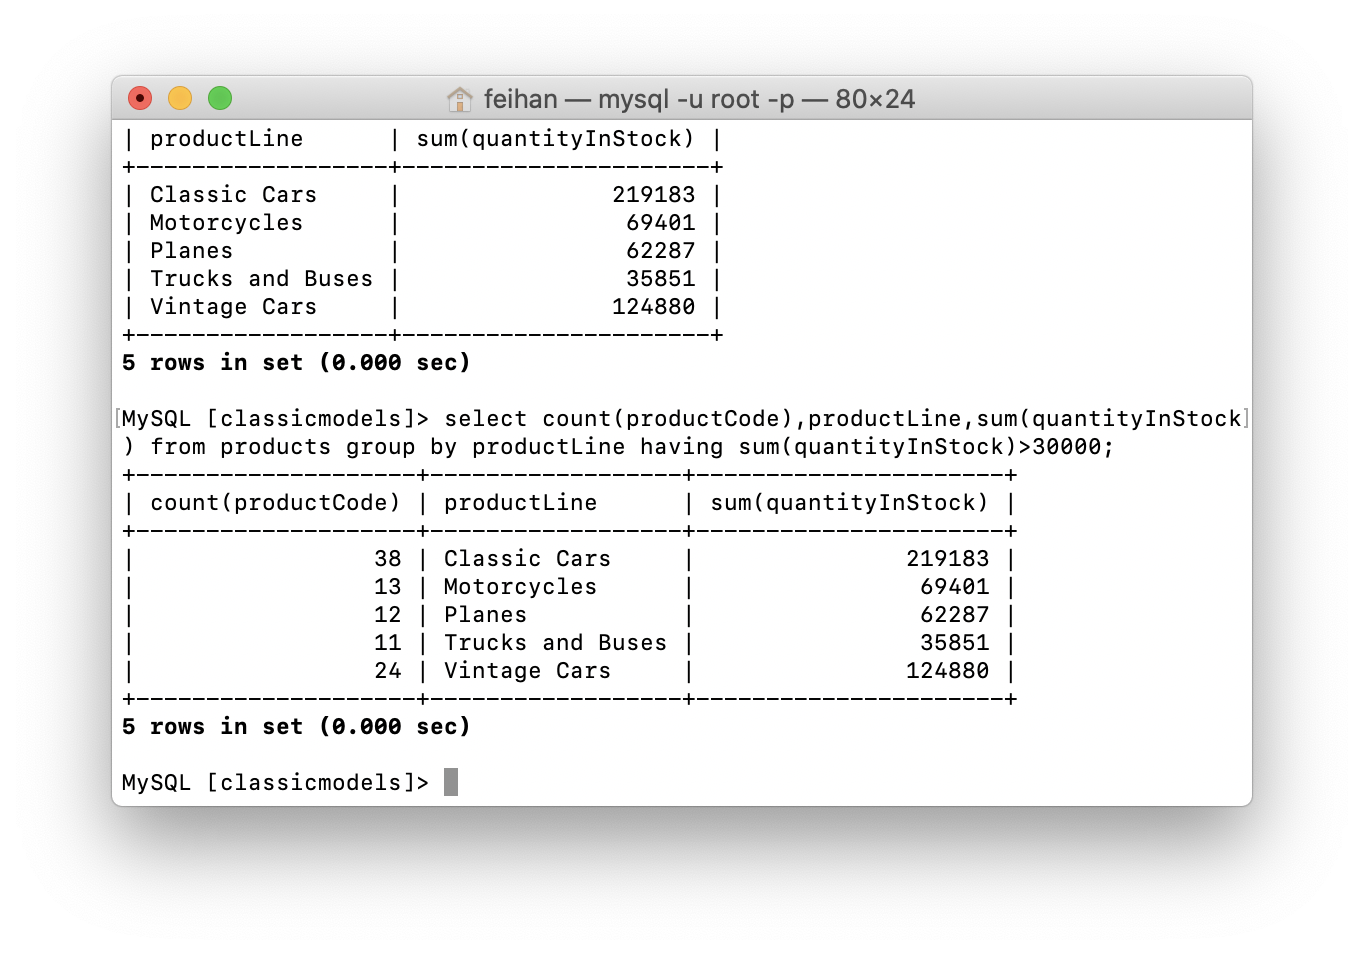 feihan — mysql -u root -p — 80×24
| productLine      | sum(quantityInStock) |
+------------------+----------------------+
| Classic Cars     |               219183 |
| Motorcycles      |                69401 |
| Planes           |                62287 |
| Trucks and Buses |                35851 |
| Vintage Cars     |               124880 |
+------------------+----------------------+
5 rows in set (0.000 sec)
[MySQL [classicmodels]> select count(productCode),productLine,sum(quantityInStock]
) from products group by productLine having sum(quantityInStock)>30000;
+--------------------+------------------+----------------------+
| count(productCode) | productLine      | sum(quantityInStock) |
+--------------------+------------------+----------------------+
|                 38 | Classic Cars     |               219183 |
|                 13 | Motorcycles      |                69401 |
|                 12 | Planes           |                62287 |
|                 11 | Trucks and Buses |                35851 |
|                 24 | Vintage Cars     |               124880 |
+--------------------+------------------+----------------------+
5 rows in set (0.000 sec)
MySQL [classicmodels]>